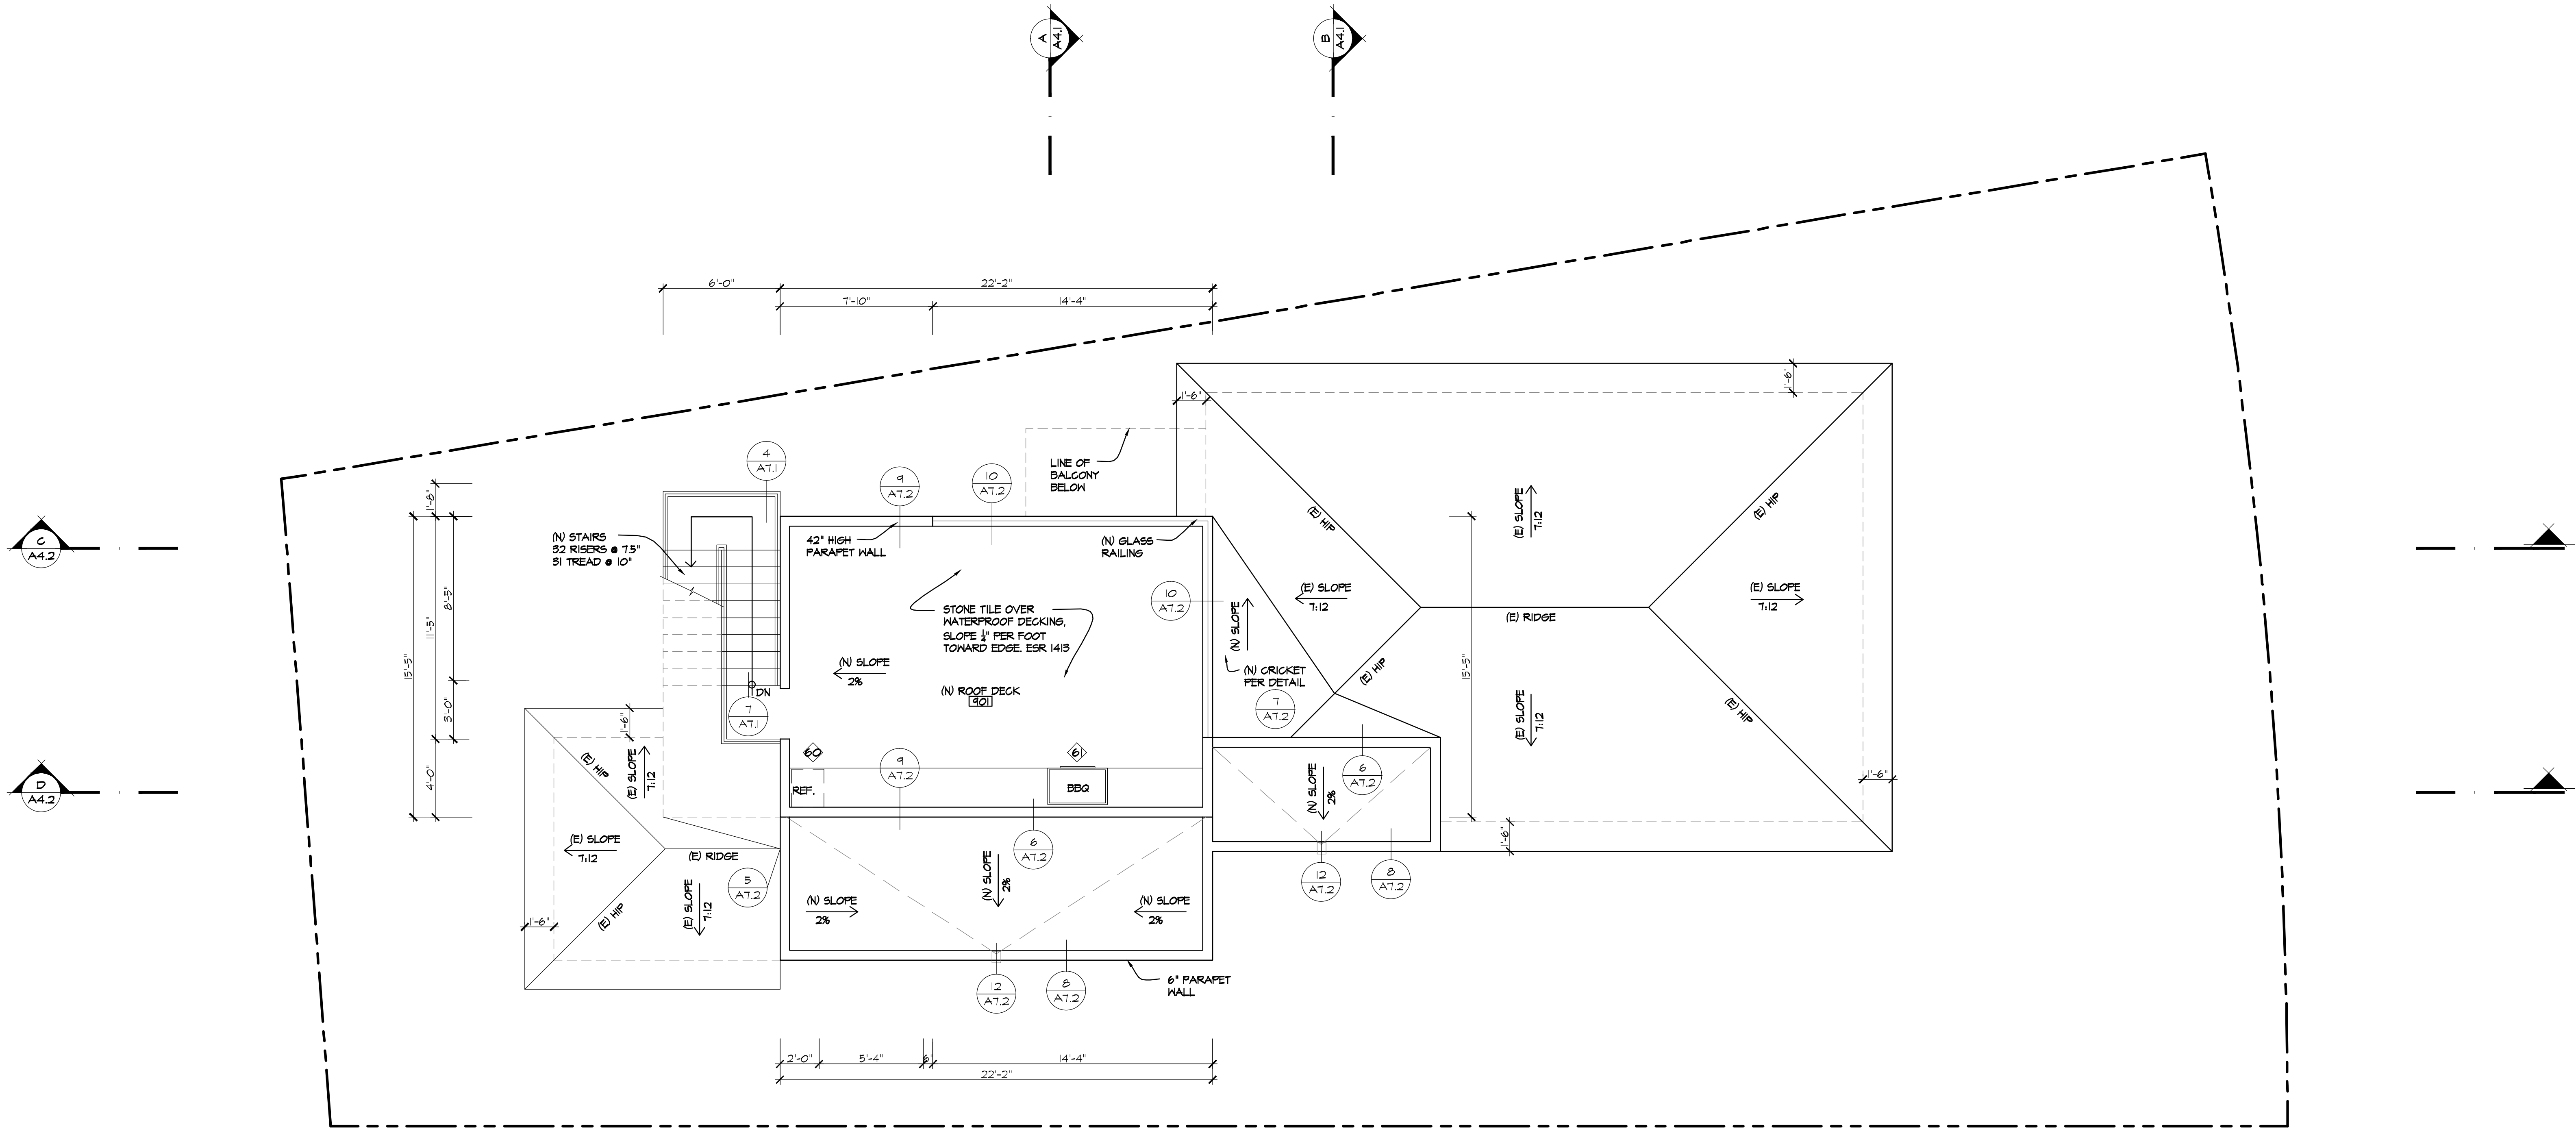 A
A4.1
B
A4.1
6'-0"
22'-2"
7'-10"
14'-4"
1'-6"
1'-6"
4
A7.1
9
A7.2
10
A7.2
LINE OF
BALCONY
BELOW
1'-8"
(E) SLOPE
7:12
(E) HIP
(E) HIP
C
A4.2
(N) STAIRS
32 RISERS @ 7.5"
31 TREAD @ 10"
42" HIGH
PARAPET WALL
(N) GLASS
RAILING
10
A7.2
(E) SLOPE
7:12
(E) SLOPE
7:12
8'-5"
11'-5"
15'-5"
STONE TILE OVER
WATERPROOF DECKING,
SLOPE ¼" PER FOOT
TOWARD EDGE. ESR 1413
(N) SLOPE
(E) RIDGE
(N) SLOPE
2%
(N) CRICKET
PER DETAIL
7
A7.2
(E) HIP
15'-5"
(N) ROOF DECK
901
DN
7
A7.1
3'-0"
1'-6"
(E) SLOPE
7:12
(E) HIP
60
61
9
A7.2
REF.
BBQ
(E) SLOPE
7:12
(E) HIP
(N) SLOPE
2%
6
A7.2
1'-6"
D
A4.2
4'-0"
(E) HIP
(E) SLOPE
7:12
(E) RIDGE
6
A7.2
1'-6"
5
A7.2
12
A7.2
8
A7.2
(E) SLOPE
7:12
(N) SLOPE
2%
(N) SLOPE
2%
(N) SLOPE
2%
1'-6"
(E) HIP
12
A7.2
8
A7.2
6" PARAPET
WALL
2'-0"
5'-4"
6"
14'-4"
22'-2"